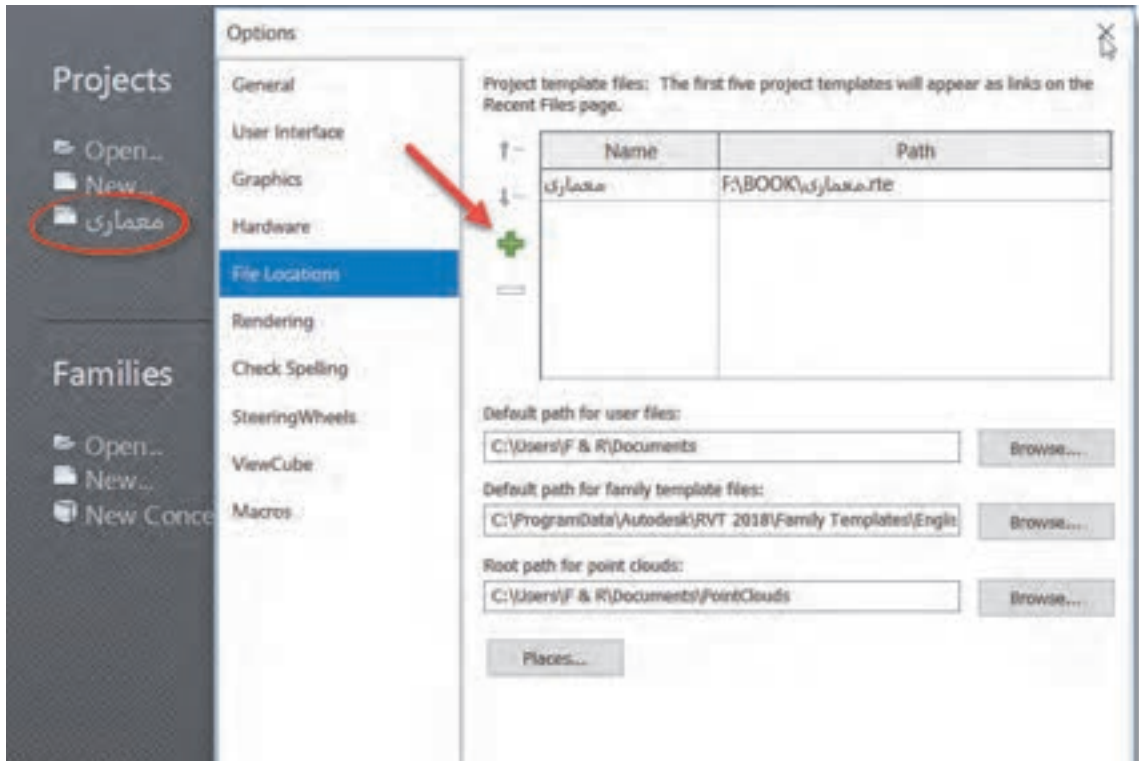 Projects
Open...
New...
معماری
Families
Open...
New...
New Conce
Options
General
User Interface
Graphics
Hardware
File Locations
Rendering
Check Spelling
SteeringWheels
ViewCube
Macros
Project template files: The first five project templates will appear as links on the
Recent Files page.
Name Path
معماری F:\BOOK\معماری.rte
Default path for user files:
C:\Users\F & R\Documents Browse...
Default path for family template files:
C:\ProgramData\Autodesk\RVT 2018\Family Templates\Englis Browse...
Root path for point clouds:
C:\Users\F & R\Documents\PointClouds Browse...
Places...